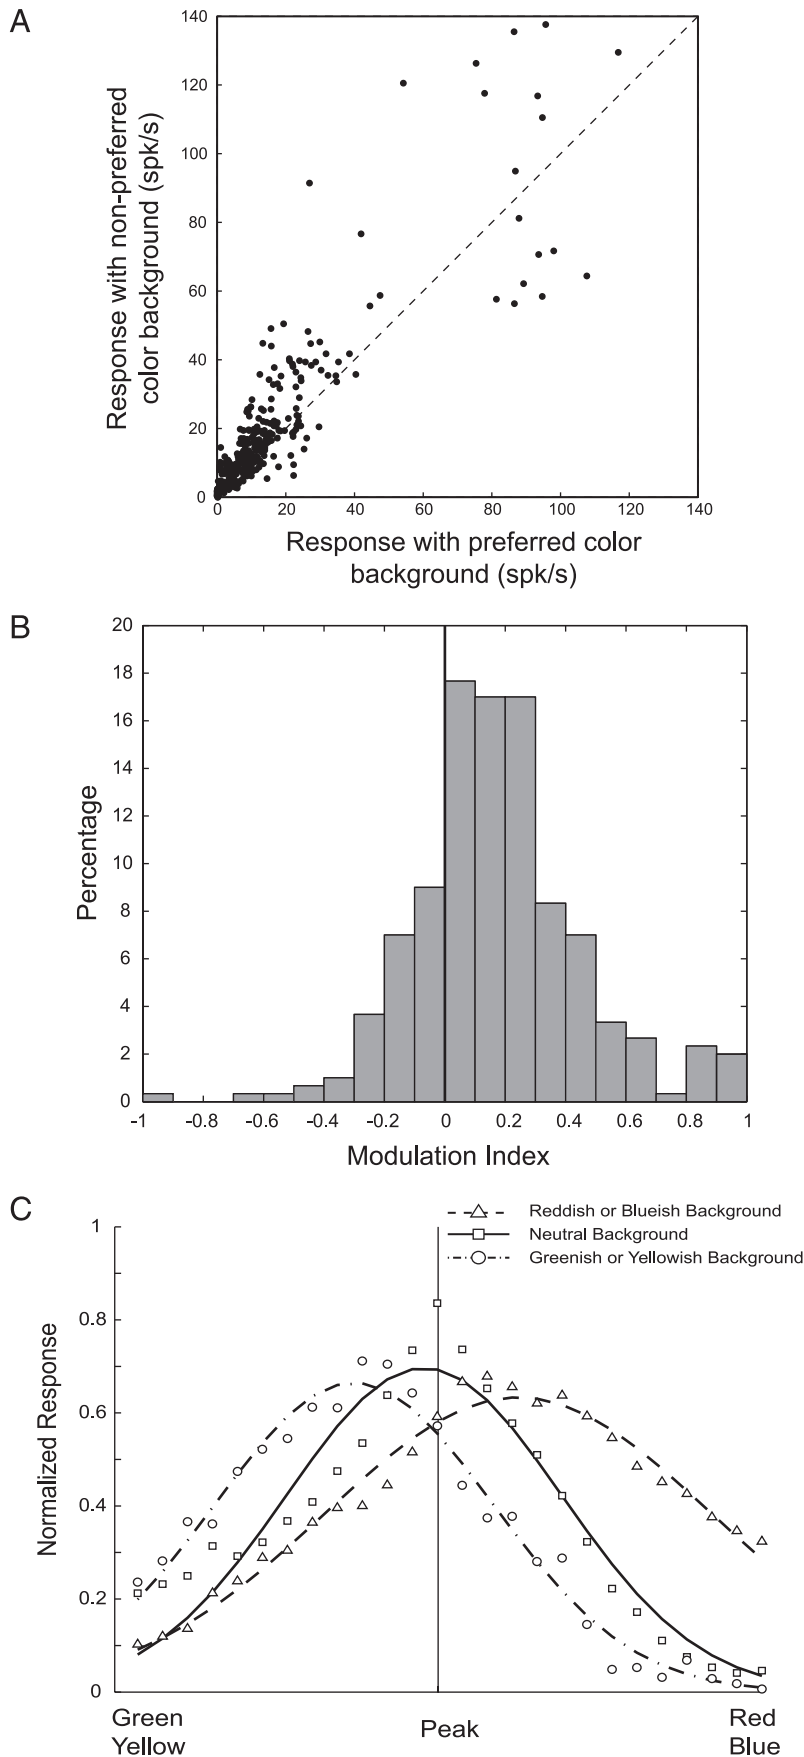 A
140
120
100
80
60
40
20
0
Response with non-preferred
color background (spk/s)
0 20 40 60 80 100 120 140
Response with preferred color
background (spk/s)
B
20
18
16
14
12
10
8
6
4
2
0
Percentage
-1 -0.8 -0.6 -0.4 -0.2 0 0.2 0.4 0.6 0.8 1
Modulation Index
C
Reddish or Blueish Background
Neutral Background
Greenish or Yellowish Background
1
0.8
0.6
0.4
0.2
0
Normalized Response
Green
Yellow
Peak
Red
Blue